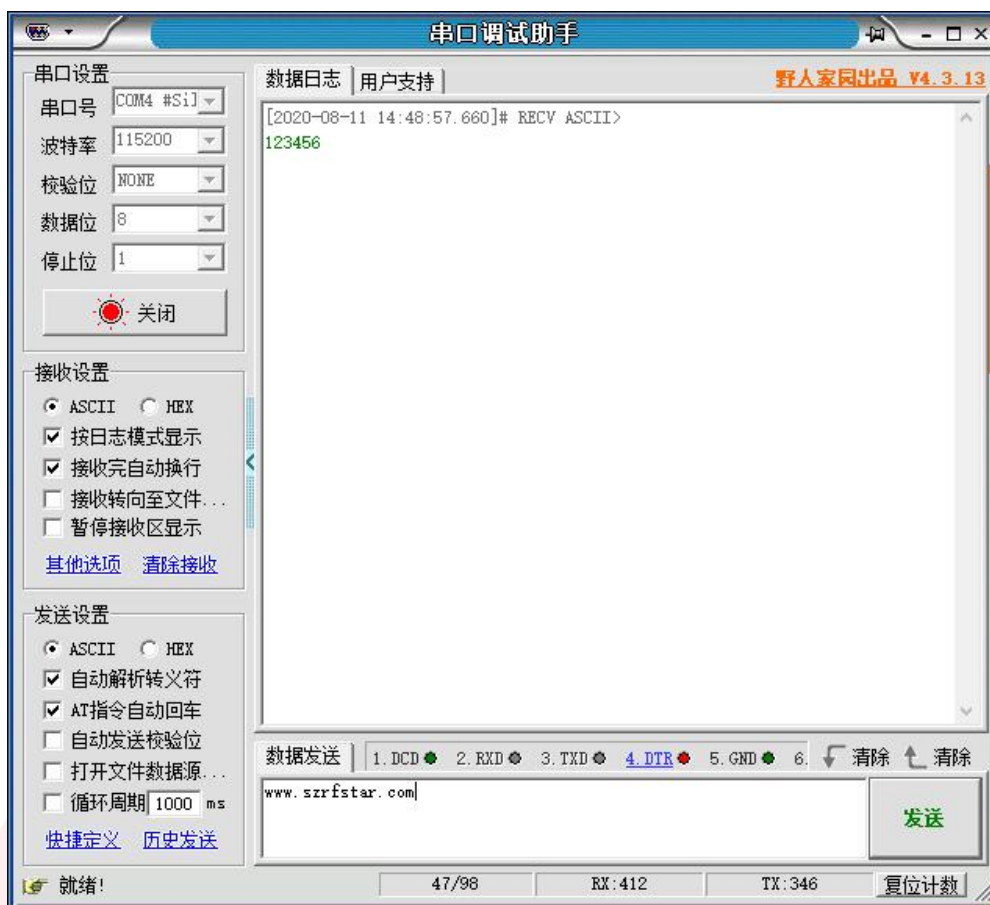 串口调试助手
串口设置
串口号 COM4 #Sil
波特率 115200
校验位 NONE
数据位 8
停止位 1
关闭
接收设置
ASCII HEX
按日志模式显示
接收完自动换行
接收转向至文件...
暂停接收区显示
其他选项 清除接收
发送设置
ASCII HEX
自动解析转义符
AT指令自动回车
自动发送校验位
打开文件数据源...
循环周期 1000 ms
快捷定义 历史发送
数据日志 用户支持 野人家园出品 V4.3.13
[2020-08-11 14:48:57.660]# RECV ASCII>
123456
数据发送 1.DCD 2.RXD 3.TXD 4.DTR 5.GND 6. 清除 清除
www.szrfstar.com
发送
就绪! 47/98 RX:412 TX:346 复位计数